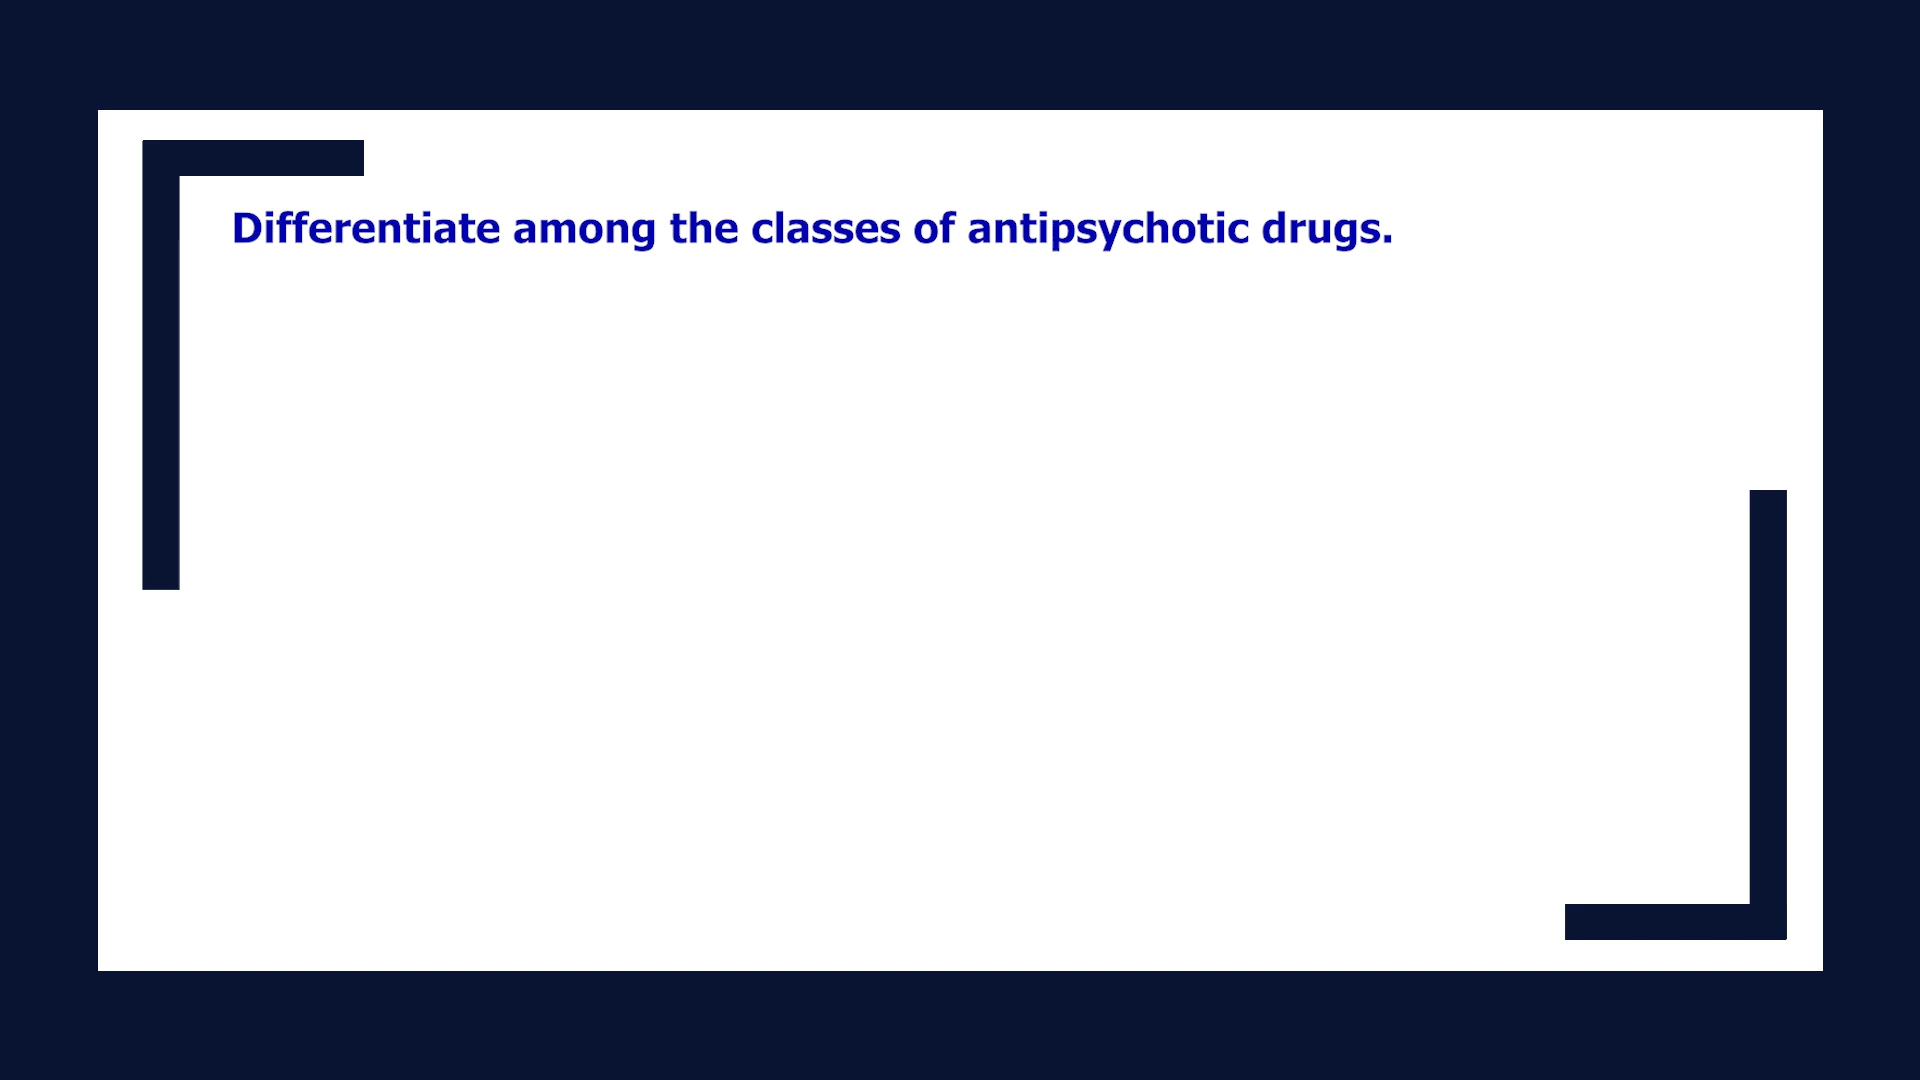 Differentiate among the classes of antipsychotic drugs.